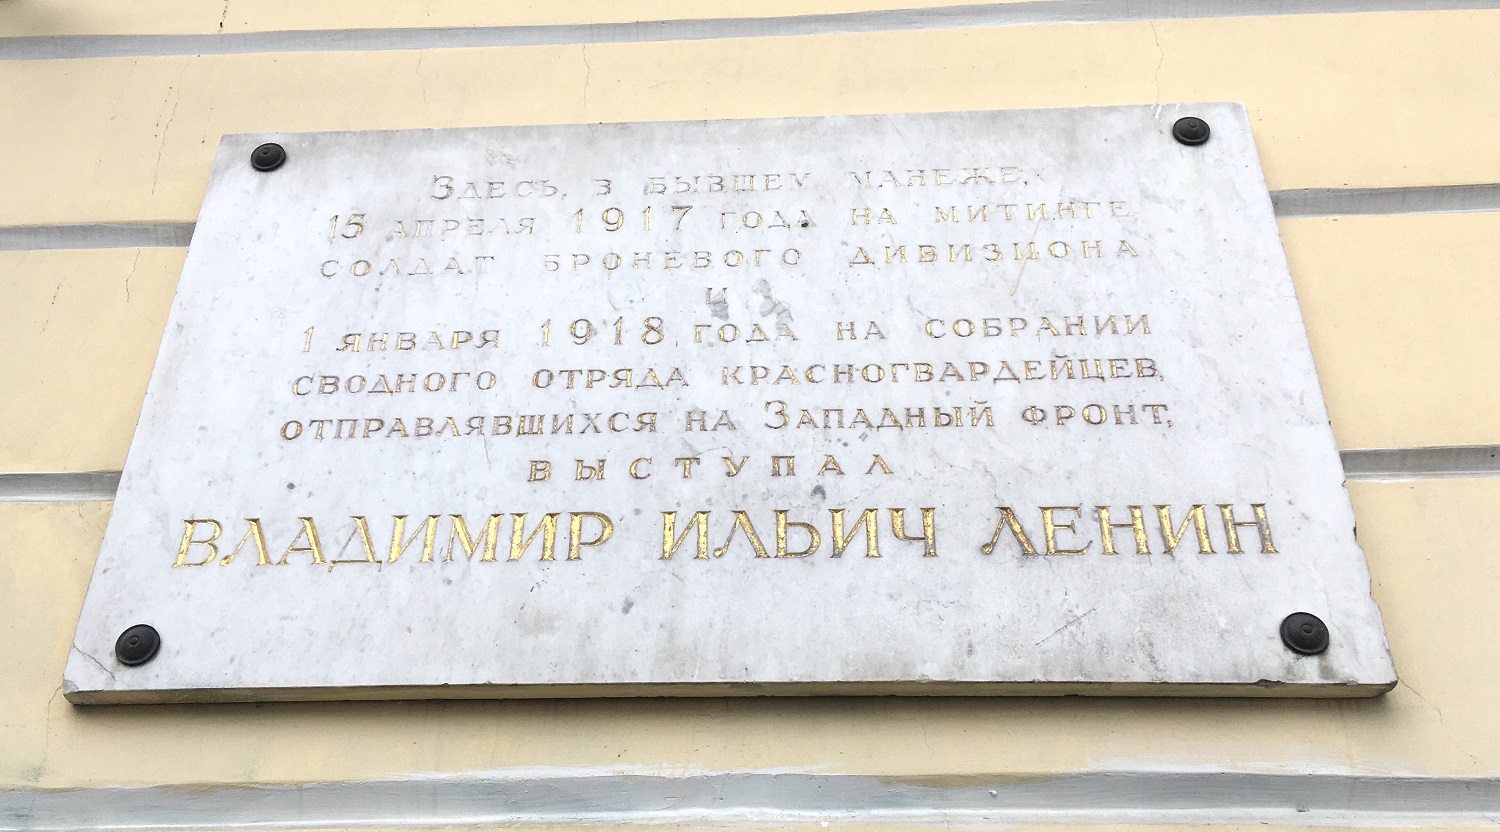 Здесь, в бывшем манеже,
15 апреля 1917 года на митинге
солдат броневого дивизиона
и
1 января 1918 года на собрании
сводного отряда красногвардейцев,
отправлявшихся на Западный фронт,
выступал
ВЛАДИМИР ИЛЬИЧ ЛЕНИН